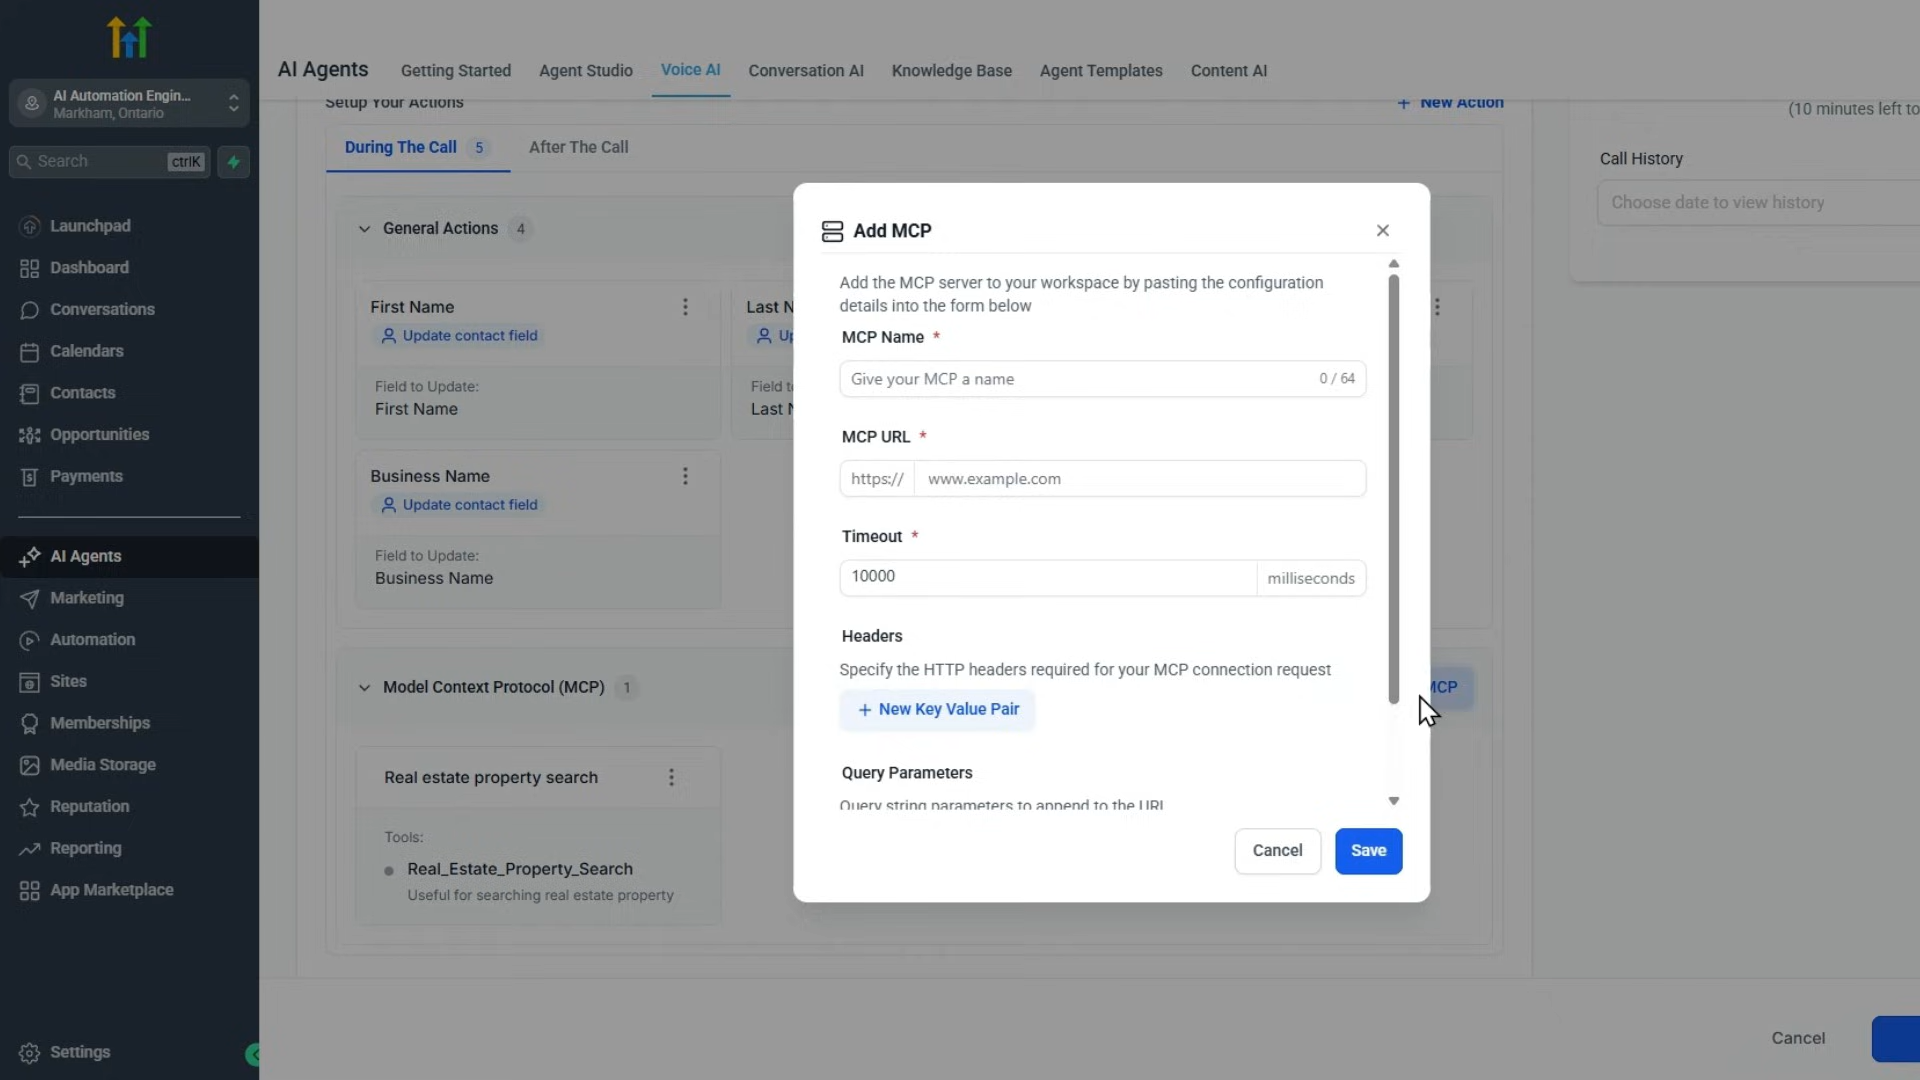 AI Automation Engin...
Markham, Ontario
Search
ctrlK
Launchpad
Dashboard
Conversations
Calendars
Contacts
Opportunities
Payments
AI Agents
Marketing
Automation
Sites
Memberships
Media Storage
Reputation
Reporting
App Marketplace
Settings
AI Agents
Getting Started
Agent Studio
Voice AI
Conversation AI
Knowledge Base
Agent Templates
Content AI
Setup Your Actions
+ New Action
During The Call 5
After The Call
General Actions 4
First Name
Update contact field
Field to Update:
First Name
Last N
Up
Field t
Last N
Business Name
Update contact field
Field to Update:
Business Name
Model Context Protocol (MCP) 1
MCP
Real estate property search
Tools:
Real_Estate_Property_Search
Useful for searching real estate property
Add MCP
Add the MCP server to your workspace by pasting the configuration
details into the form below
MCP Name *
Give your MCP a name
0 / 64
MCP URL *
https://
www.example.com
Timeout *
10000
milliseconds
Headers
Specify the HTTP headers required for your MCP connection request
+ New Key Value Pair
Query Parameters
Query string parameters to append to the URL
Cancel
Save
(10 minutes left to
Call History
Choose date to view history
Cancel